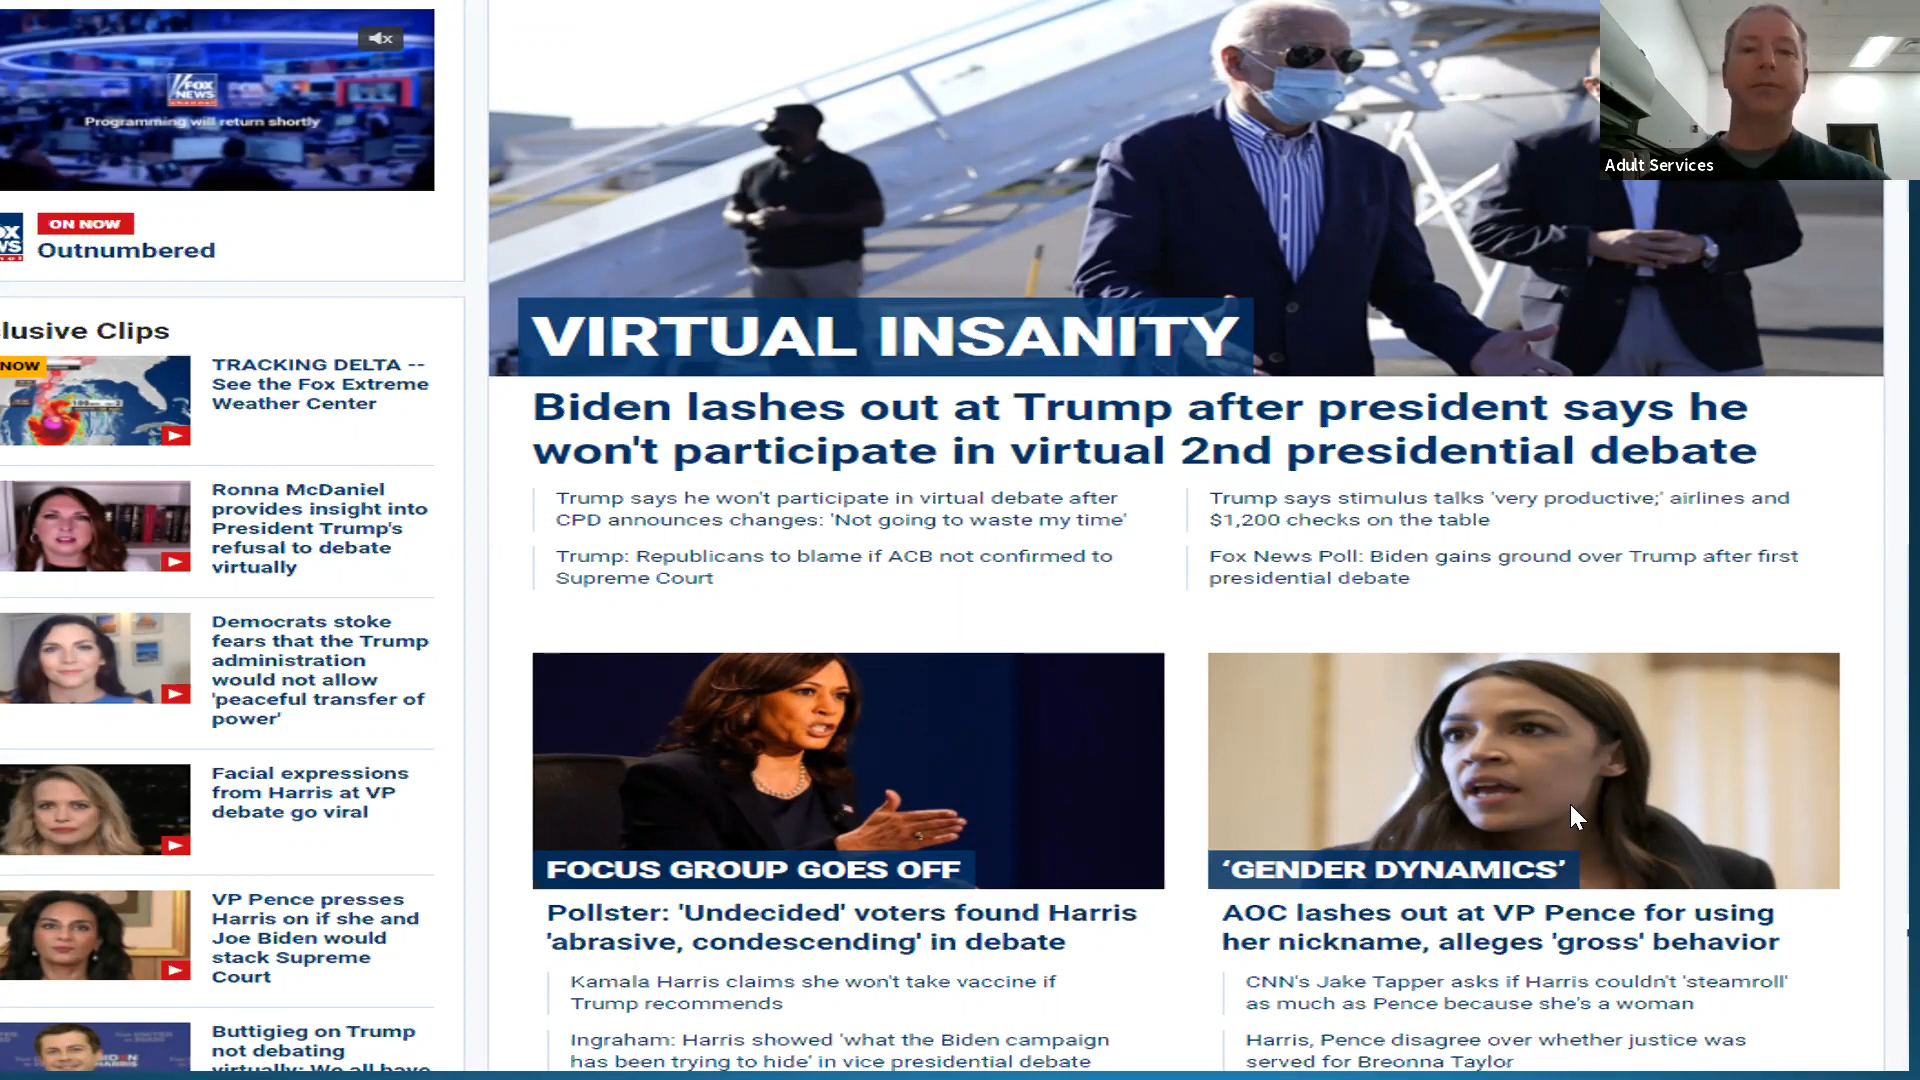 FOX
NEWS
channel
Programming will return shortly
ON NOW
Outnumbered
lusive Clips
NOW
TRACKING DELTA --
See the Fox Extreme
Weather Center
Ronna McDaniel
provides insight into
President Trump's
refusal to debate
virtually
Democrats stoke
fears that the Trump
administration
would not allow
'peaceful transfer of
power'
Facial expressions
from Harris at VP
debate go viral
VP Pence presses
Harris on if she and
Joe Biden would
stack Supreme
Court
Buttigieg on Trump
not debating
virtually: We all have
VIRTUAL INSANITY
Biden lashes out at Trump after president says he
won't participate in virtual 2nd presidential debate
Trump says he won't participate in virtual debate after
CPD announces changes: 'Not going to waste my time'
Trump: Republicans to blame if ACB not confirmed to
Supreme Court
Trump says stimulus talks 'very productive;' airlines and
$1,200 checks on the table
Fox News Poll: Biden gains ground over Trump after first
presidential debate
FOCUS GROUP GOES OFF
Pollster: 'Undecided' voters found Harris
'abrasive, condescending' in debate
Kamala Harris claims she won't take vaccine if
Trump recommends
Ingraham: Harris showed 'what the Biden campaign
has been trying to hide' in vice presidential debate
‘GENDER DYNAMICS’
AOC lashes out at VP Pence for using
her nickname, alleges 'gross' behavior
CNN's Jake Tapper asks if Harris couldn't 'steamroll'
as much as Pence because she's a woman
Harris, Pence disagree over whether justice was
served for Breonna Taylor
Adult Services